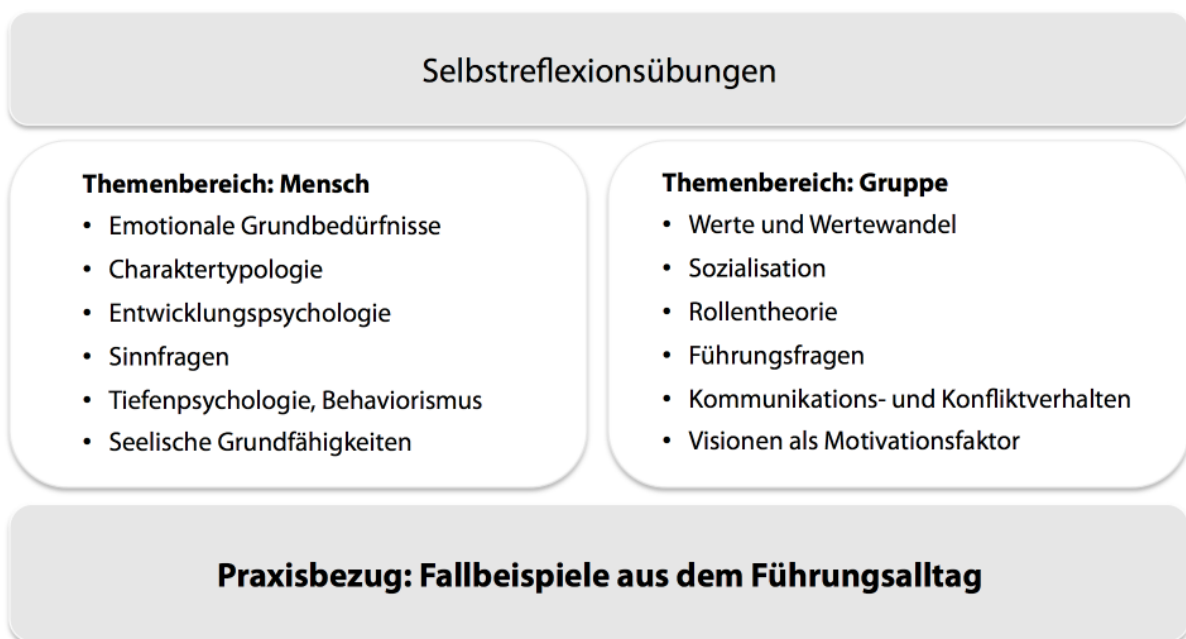 Selbstreflexionsübungen
Themenbereich: Mensch
• Emotionale Grundbedürfnisse
• Charaktertypologie
• Entwicklungspsychologie
• Sinnfragen
• Tiefenpsychologie, Behaviorismus
• Seelische Grundfähigkeiten
Themenbereich: Gruppe
• Werte und Wertewandel
• Sozialisation
• Rollentheorie
• Führungsfragen
• Kommunikations- und Konfliktverhalten
• Visionen als Motivationsfaktor
Praxisbezug: Fallbeispiele aus dem Führungsalltag